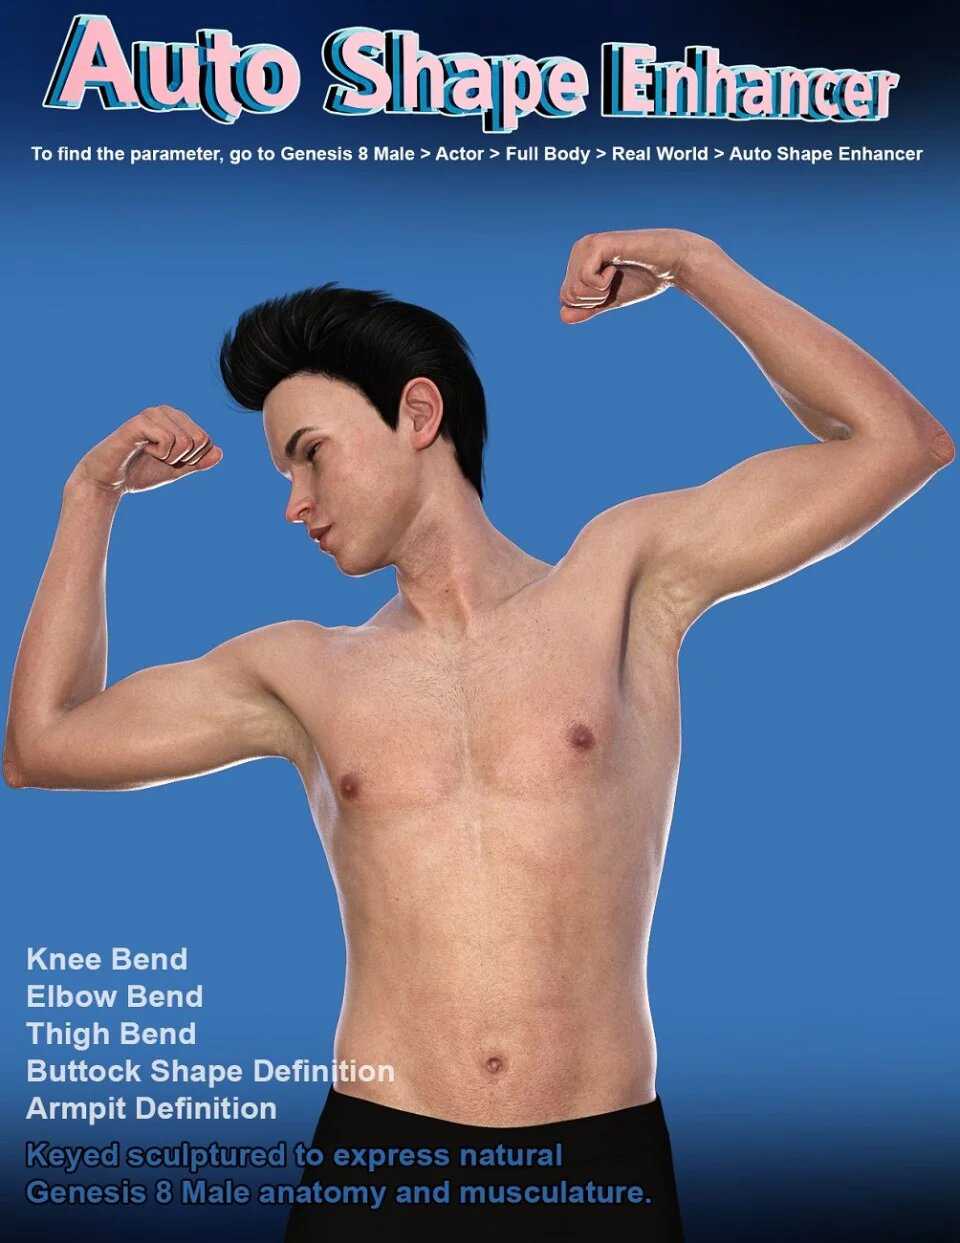 Auto Shape Enhancer
To find the parameter, go to Genesis 8 Male > Actor > Full Body > Real World > Auto Shape Enhancer
Knee Bend
Elbow Bend
Thigh Bend
Buttock Shape Definition
Armpit Definition
Keyed sculptured to express natural
Genesis 8 Male anatomy and musculature.